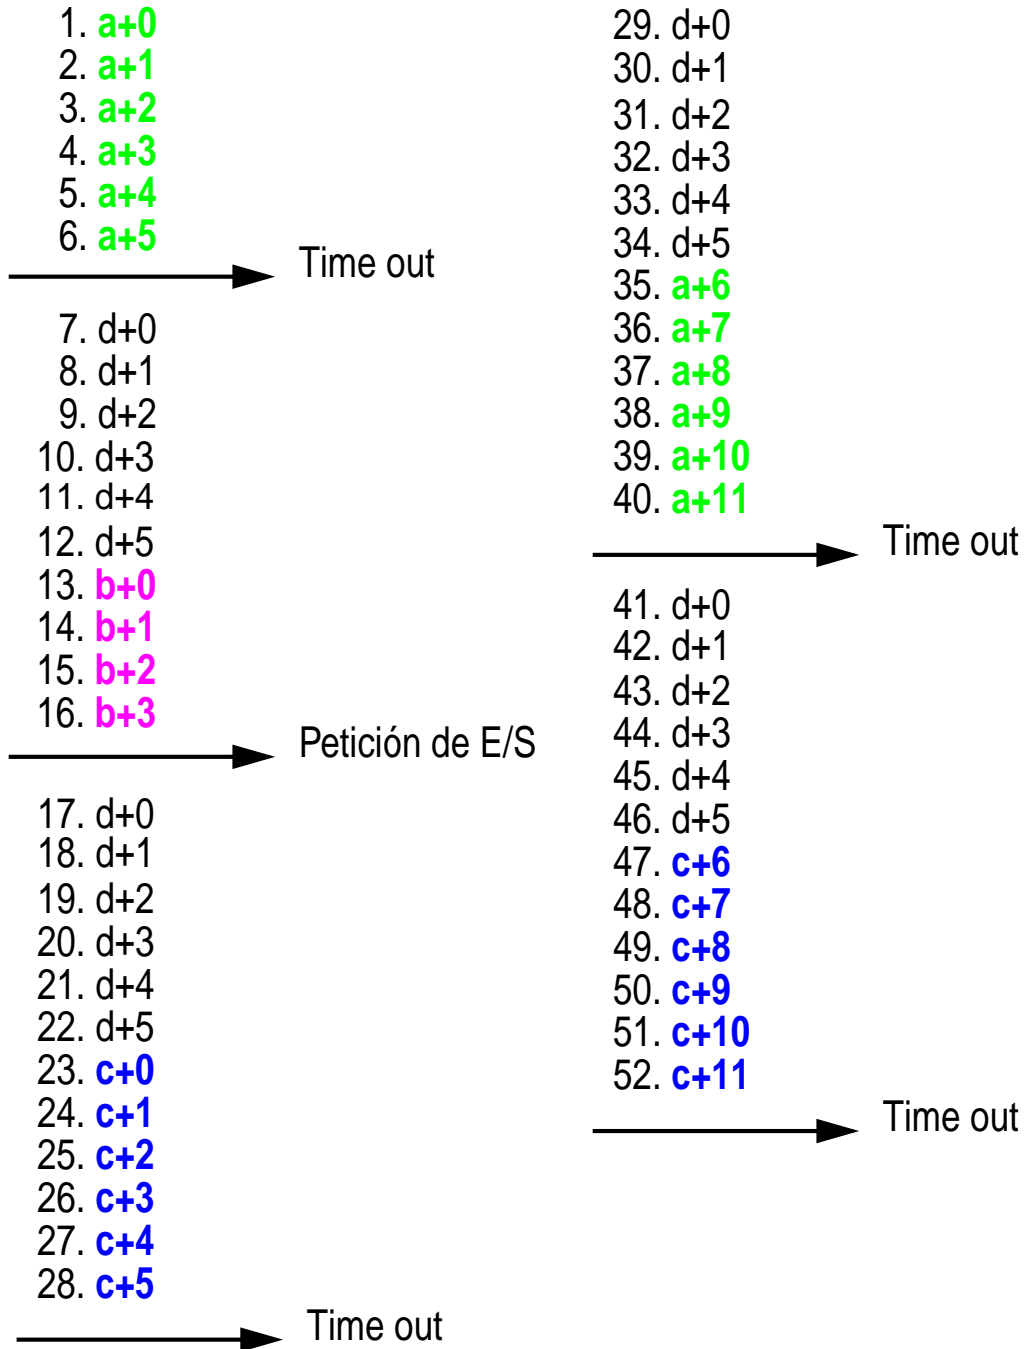 1. a+0
2. a+1
3. a+2
4. a+3
5. a+4
6. a+5
Time out
7. d+0
8. d+1
9. d+2
10. d+3
11. d+4
12. d+5
13. b+0
14. b+1
15. b+2
16. b+3
Petición de E/S
17. d+0
18. d+1
19. d+2
20. d+3
21. d+4
22. d+5
23. c+0
24. c+1
25. c+2
26. c+3
27. c+4
28. c+5
Time out
29. d+0
30. d+1
31. d+2
32. d+3
33. d+4
34. d+5
35. a+6
36. a+7
37. a+8
38. a+9
39. a+10
40. a+11
Time out
41. d+0
42. d+1
43. d+2
44. d+3
45. d+4
46. d+5
47. c+6
48. c+7
49. c+8
50. c+9
51. c+10
52. c+11
Time out